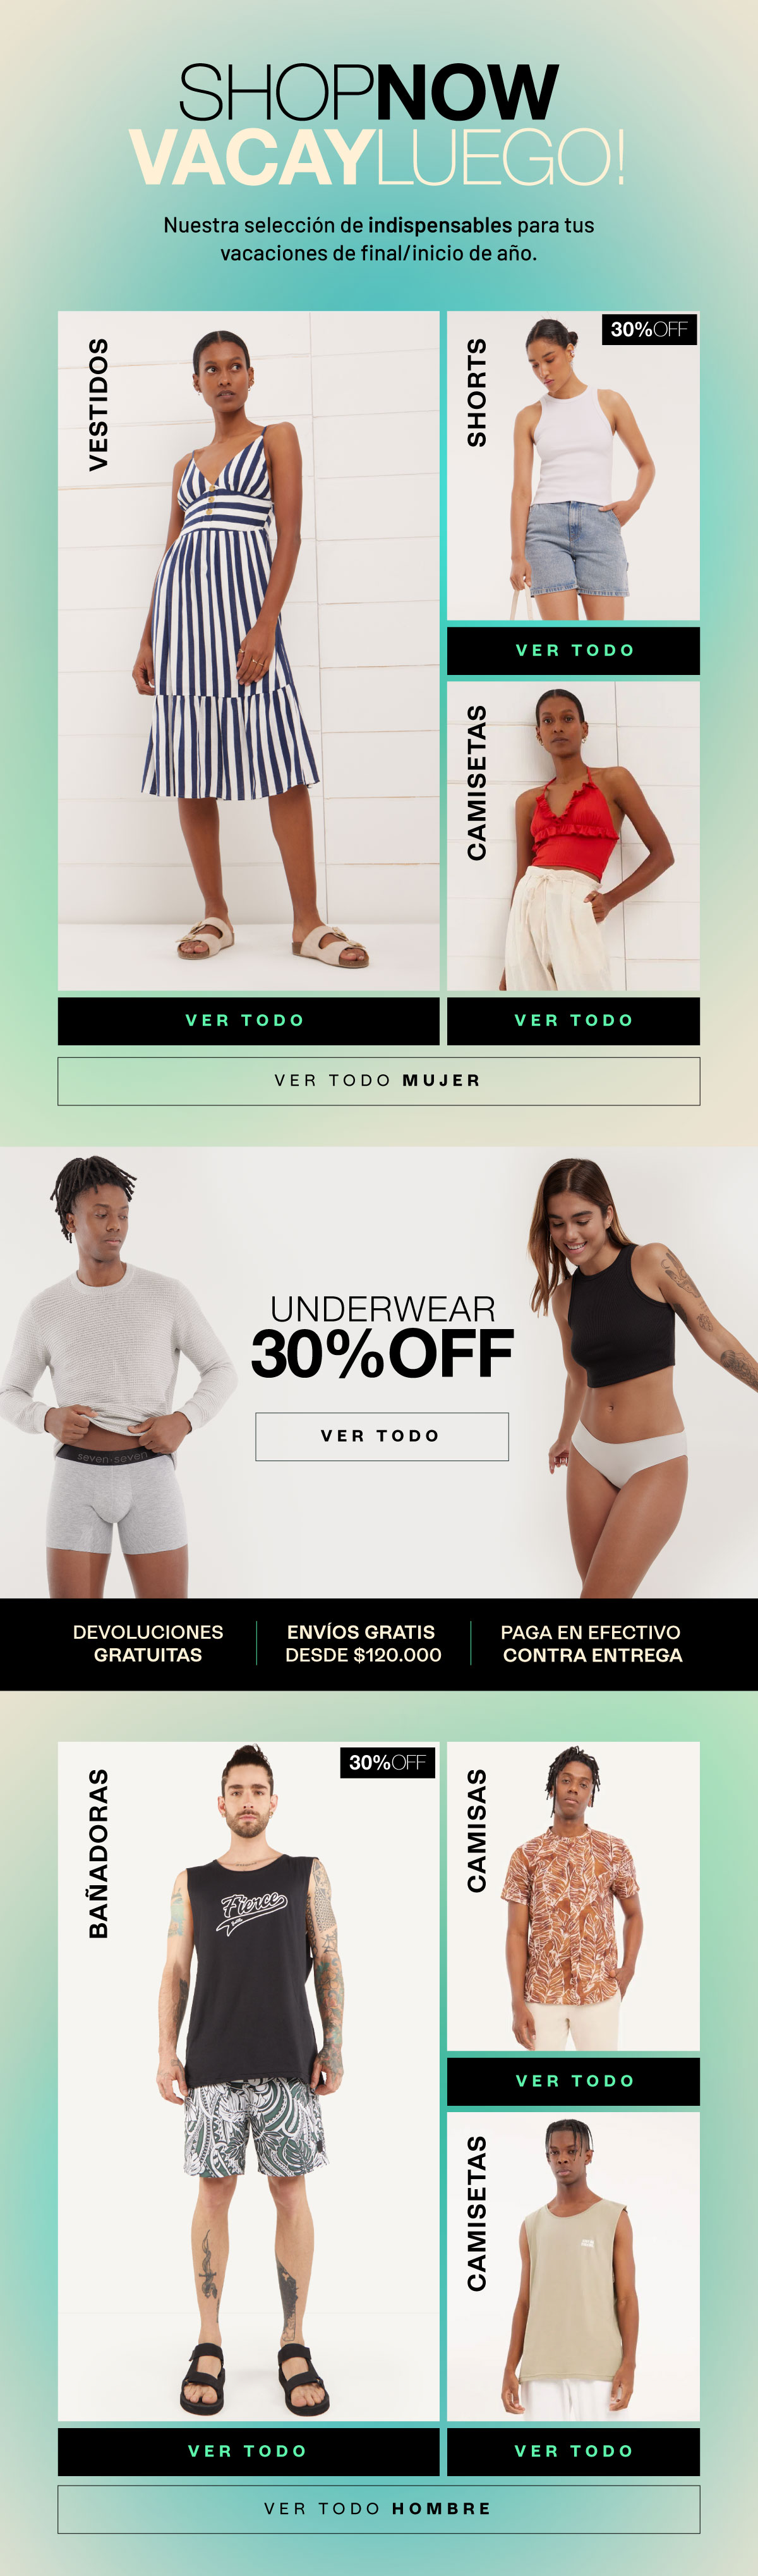 SHOPNOW
VACAYLUEGO!
Nuestra selección de indispensables para tus
vacaciones de final/inicio de año.
VESTIDOS
SHORTS
30%OFF
VER TODO
CAMISETAS
VER TODO
VER TODO
VER TODO MUJER
UNDERWEAR
30%OFF
VER TODO
seven·seven
DEVOLUCIONES
GRATUITAS
ENVÍOS GRATIS
DESDE $120.000
PAGA EN EFECTIVO
CONTRA ENTREGA
BAÑADORAS
30%OFF
Fierce
CAMISAS
VER TODO
CAMISETAS
VER TODO
VER TODO
VER TODO HOMBRE